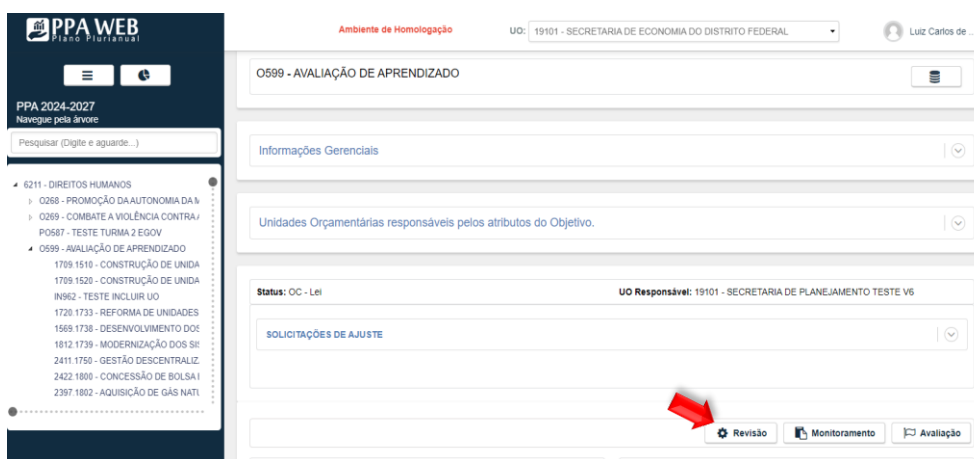 PPA WEB
Plano Plurianual
Ambiente de Homologação
UO: 19101 - SECRETARIA DE ECONOMIA DO DISTRITO FEDERAL
Luiz Carlos de ...
PPA 2024-2027
Navegue pela árvore
Pesquisar (Digite e aguarde...)
6211 - DIREITOS HUMANOS
O268 - PROMOÇÃO DA AUTONOMIA DA M
O269 - COMBATE A VIOLÊNCIA CONTRA A
PO587 - TESTE TURMA 2 EGOV
O599 - AVALIAÇÃO DE APRENDIZADO
1709.1510 - CONSTRUÇÃO DE UNIDA
1709.1520 - CONSTRUÇÃO DE UNIDA
IN962 - TESTE INCLUIR UO
1720.1733 - REFORMA DE UNIDADES
1569.1738 - DESENVOLVIMENTO DOS
1812.1739 - MODERNIZAÇÃO DOS SIS
2411.1750 - GESTÃO DESCENTRALIZ
2422.1800 - CONCESSÃO DE BOLSA E
2397.1802 - AQUISIÇÃO DE GÁS NATU
O599 - AVALIAÇÃO DE APRENDIZADO
Informações Gerenciais
Unidades Orçamentárias responsáveis pelos atributos do Objetivo.
Status: OC - Lei
UO Responsável: 19101 - SECRETARIA DE PLANEJAMENTO TESTE V6
SOLICITAÇÕES DE AJUSTE
Revisão
Monitoramento
Avaliação